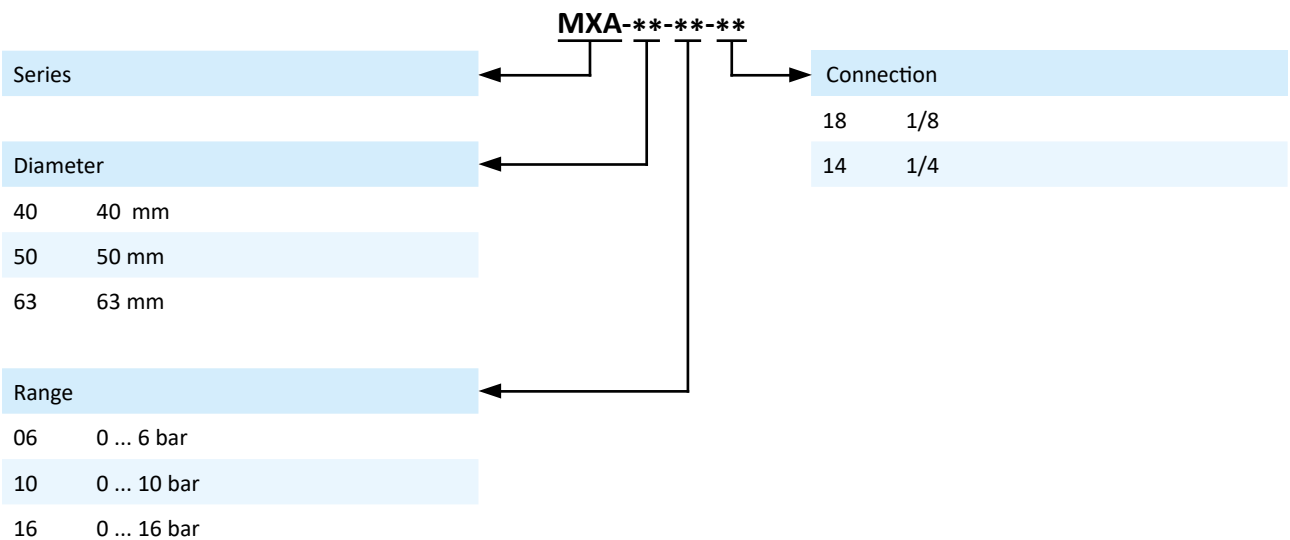 MXA-**-**-**
Series
Diameter
40 40 mm
50 50 mm
63 63 mm
Range
06 0 ... 6 bar
10 0 ... 10 bar
16 0 ... 16 bar
Connection
18 1/8
14 1/4